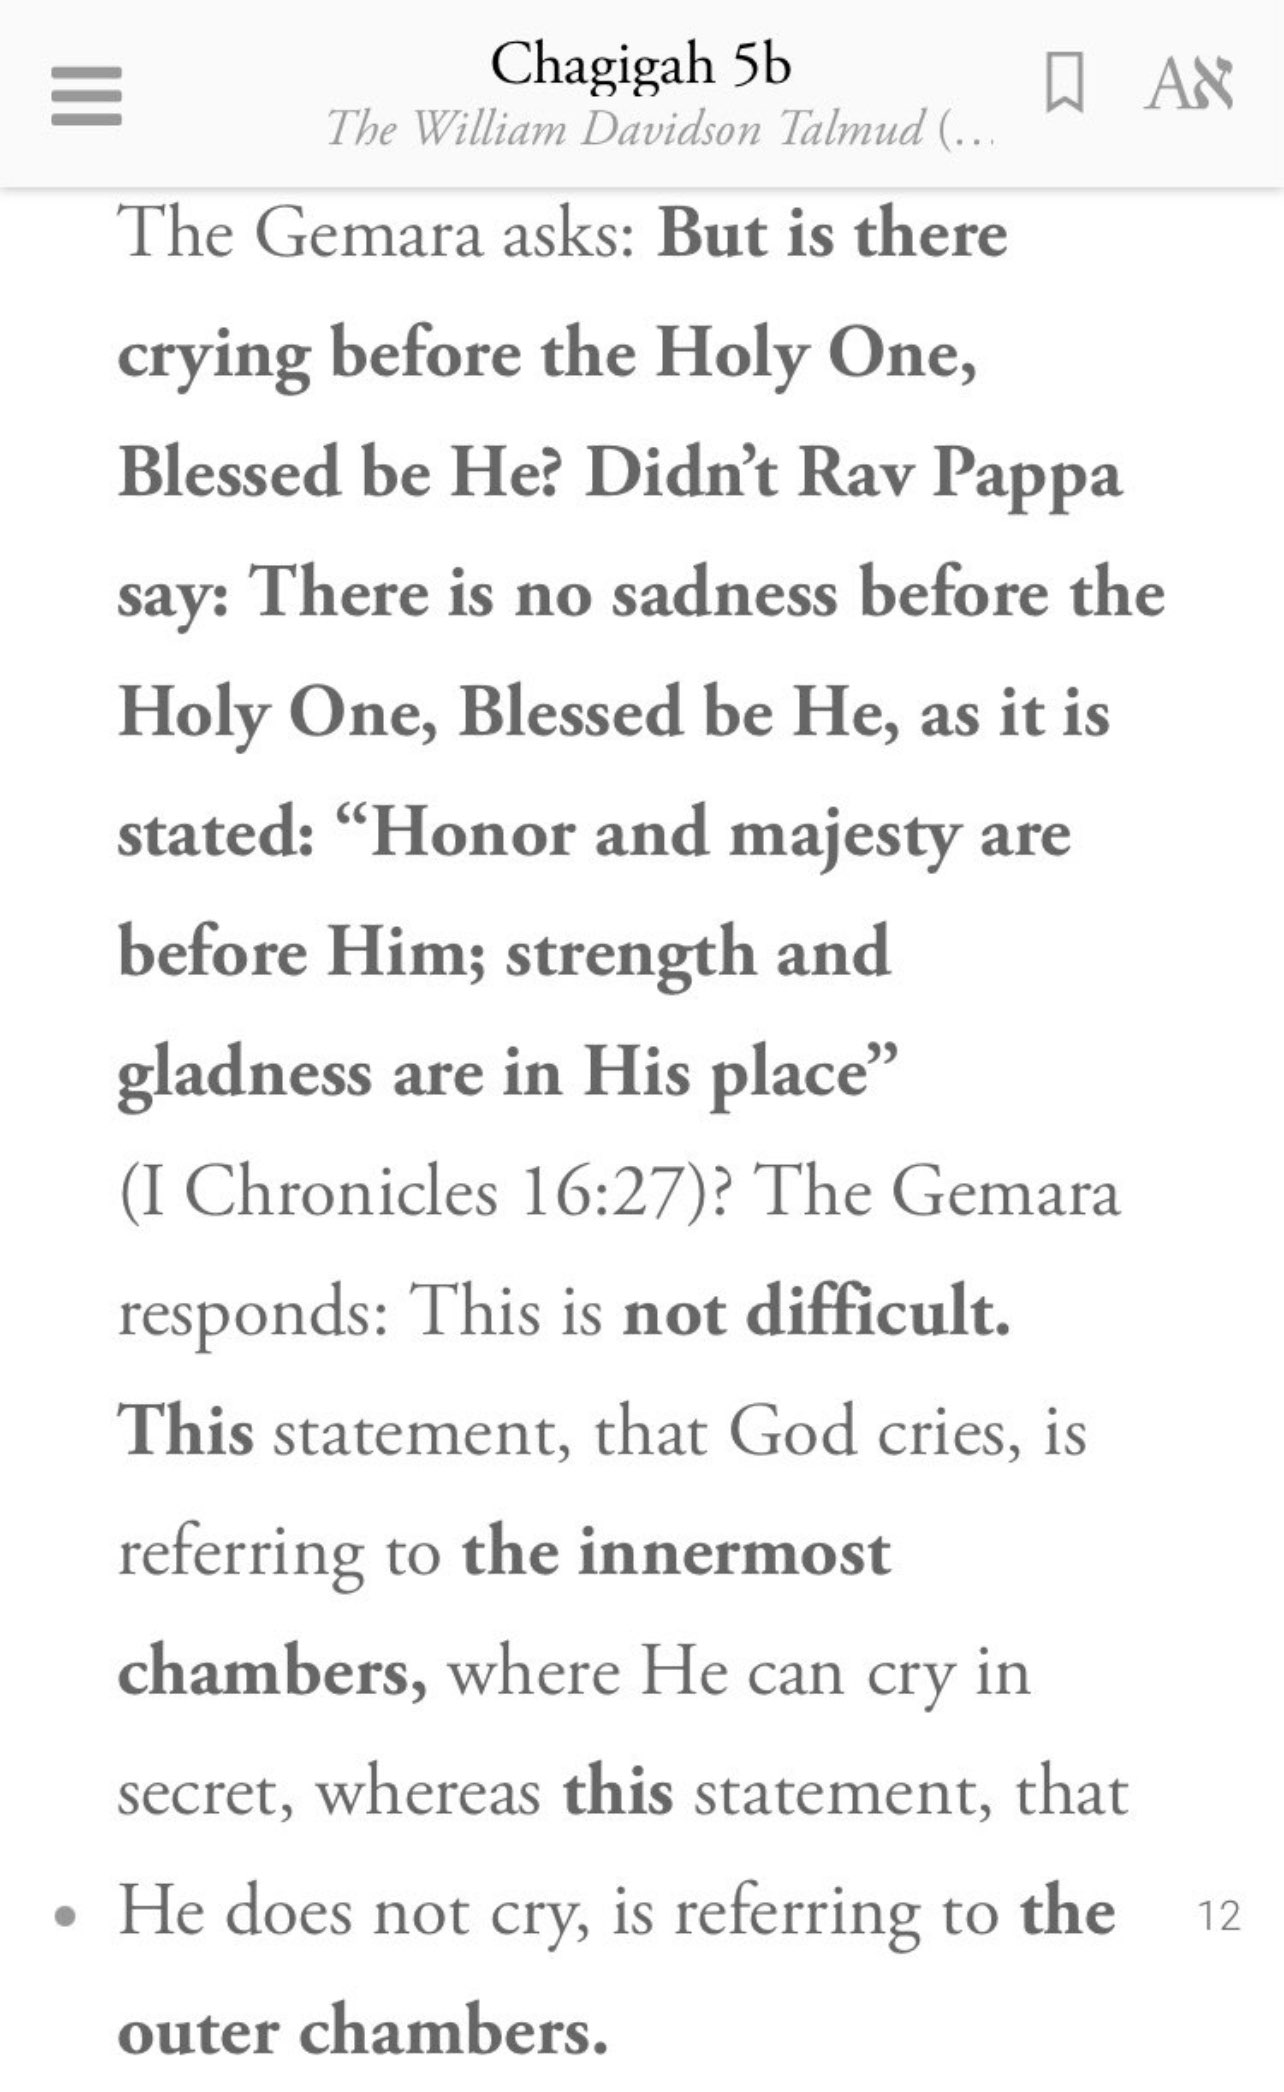 Chagigah 5b
The William Davidson Talmud (...
Aא
The Gemara asks: But is there
crying before the Holy One,
Blessed be He? Didn’t Rav Pappa
say: There is no sadness before the
Holy One, Blessed be He, as it is
stated: “Honor and majesty are
before Him; strength and
gladness are in His place”
(I Chronicles 16:27)? The Gemara
responds: This is not difficult.
This statement, that God cries, is
referring to the innermost
chambers, where He can cry in
secret, whereas this statement, that
He does not cry, is referring to the 12
outer chambers.